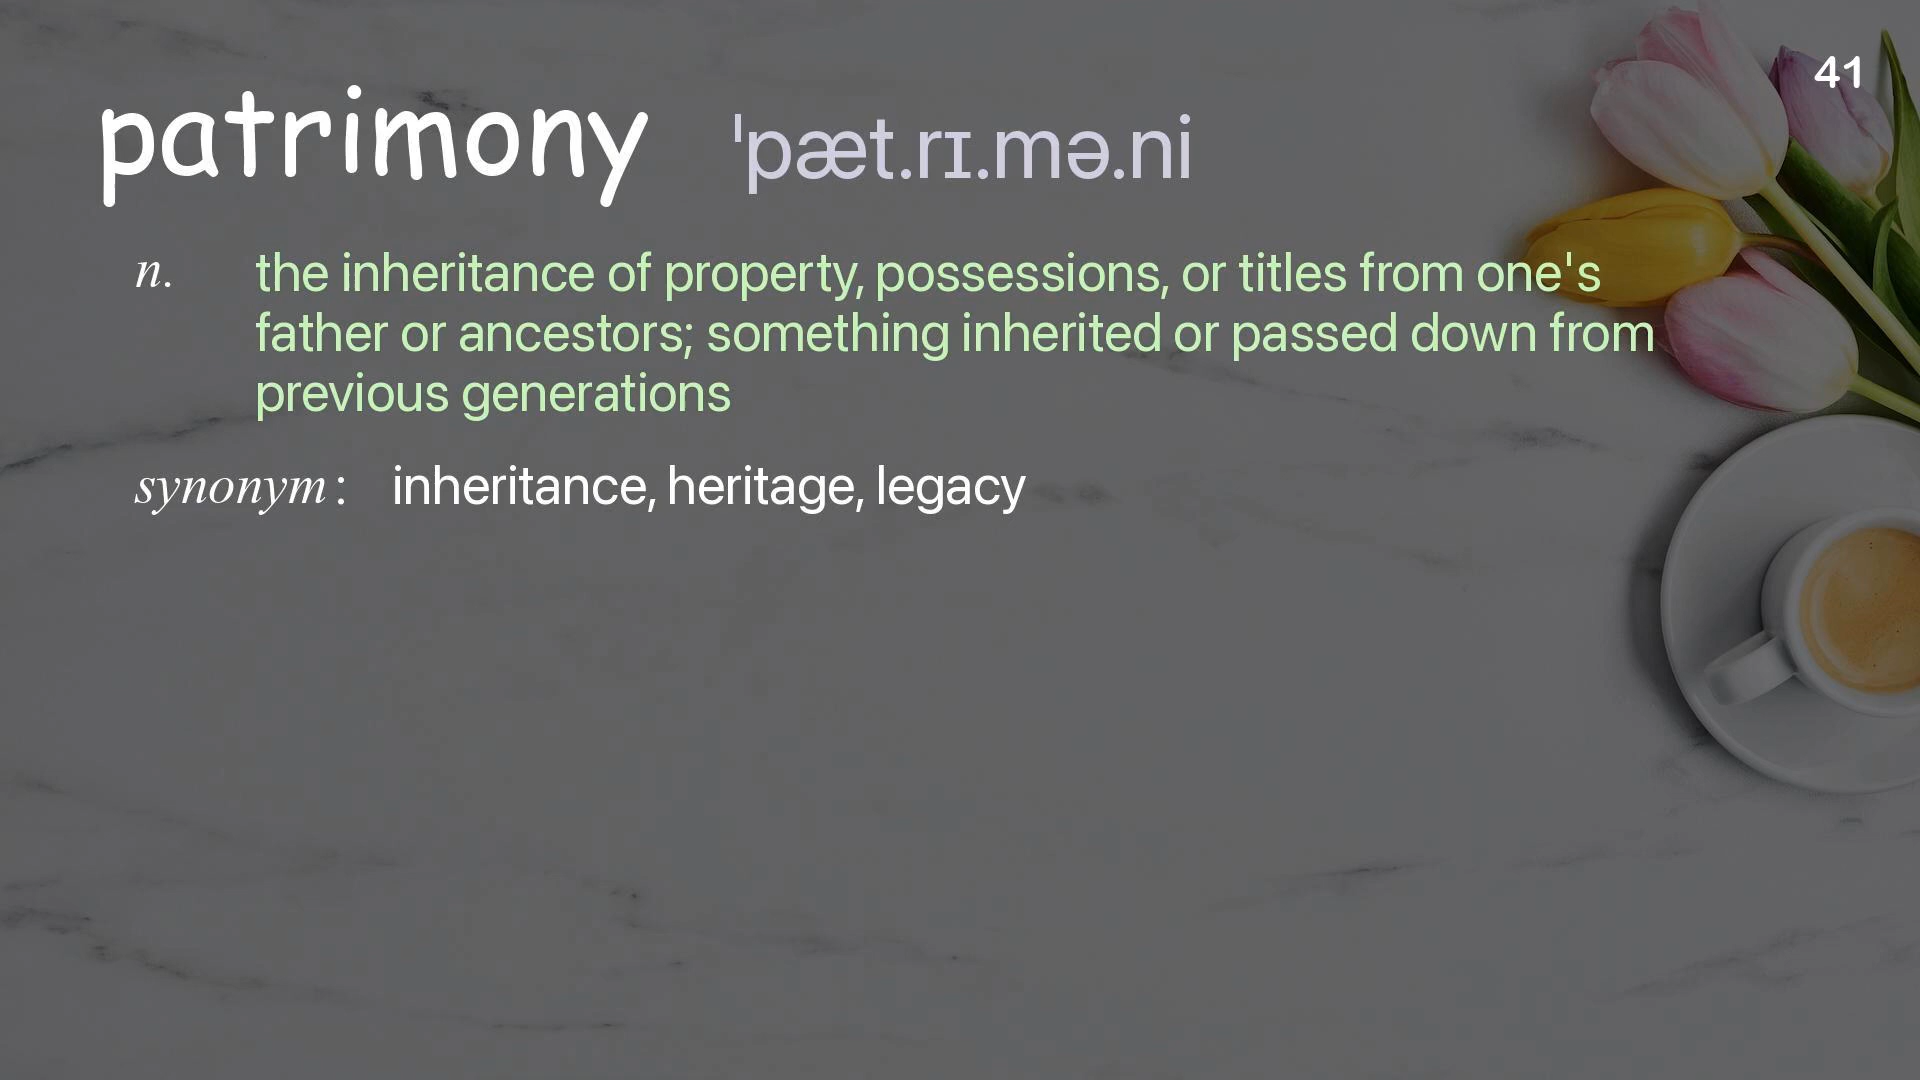 41
patrimony ˈpæt.rɪ.mə.ni
n. the inheritance of property, possessions, or titles from one's
father or ancestors; something inherited or passed down from
previous generations
synonym: inheritance, heritage, legacy